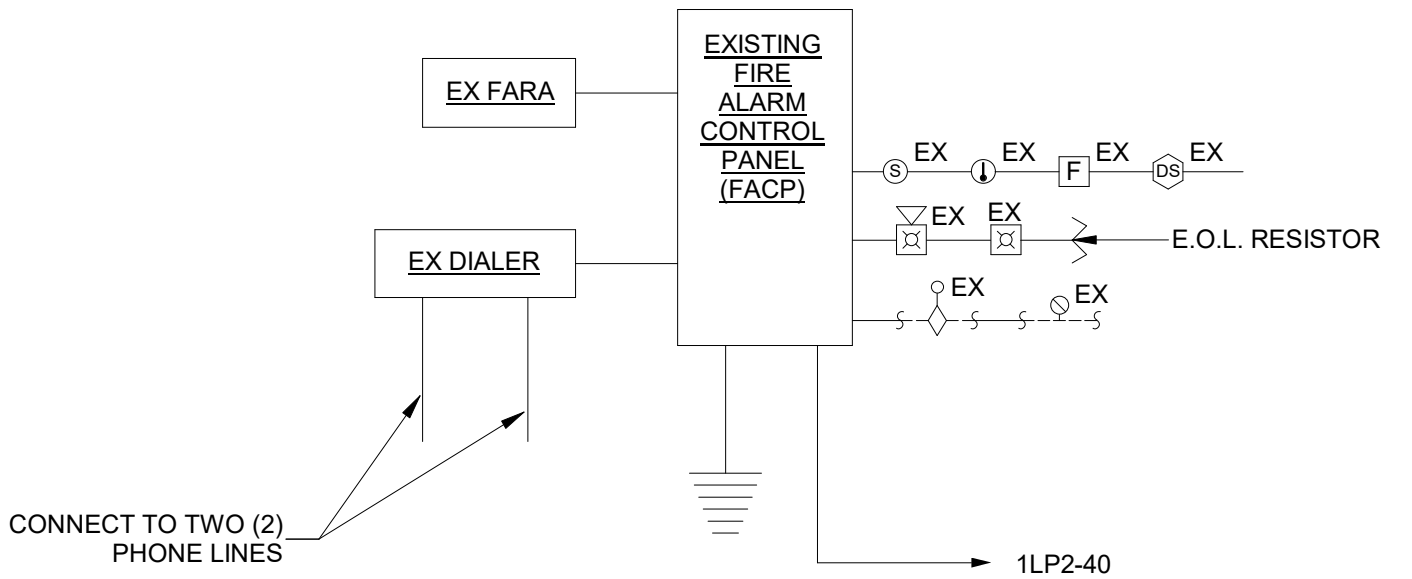 EXISTING
FIRE
ALARM
CONTROL
PANEL
(FACP)
EX FARA
EX DIALER
S EX
EX
F EX
DS EX
EX
EX
E.O.L. RESISTOR
EX
EX
CONNECT TO TWO (2)
PHONE LINES
1LP2-40